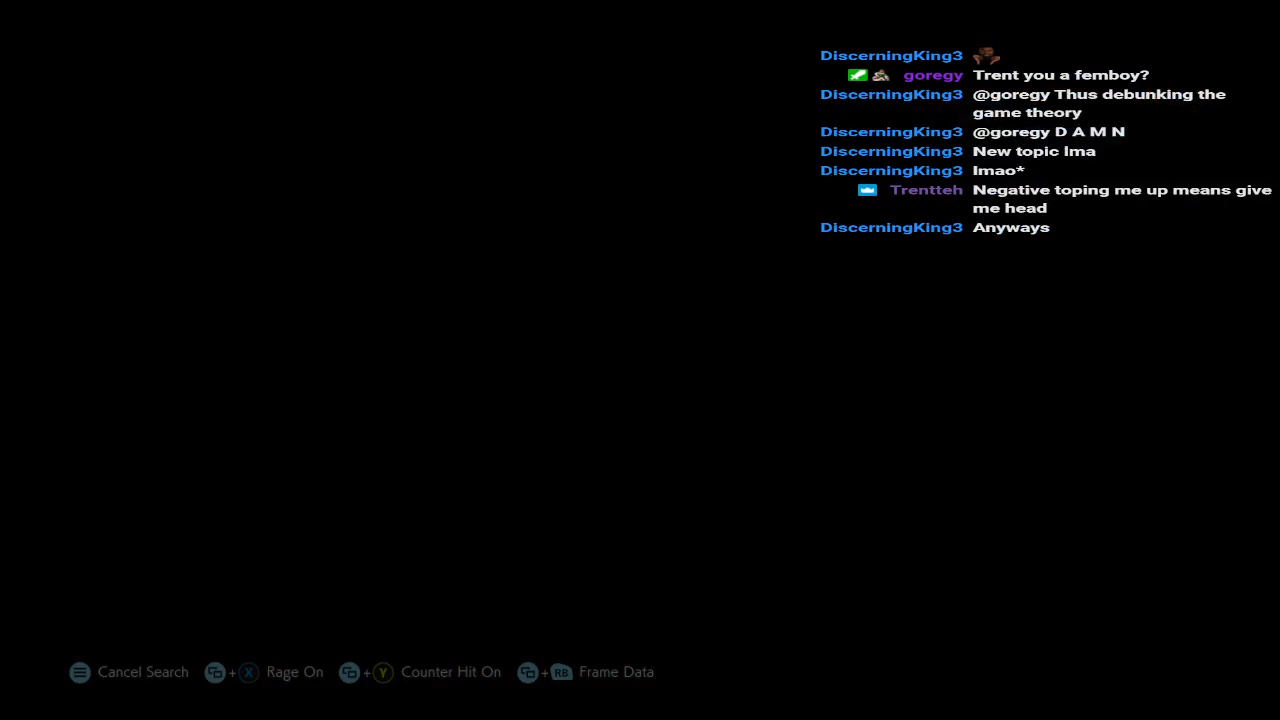 DiscerningKing3
goregy Trent you a femboy?
DiscerningKing3 @goregy Thus debunking the
game theory
DiscerningKing3 @goregy D A M N
DiscerningKing3 New topic lma
DiscerningKing3 lmao*
Trentteh Negative toping me up means give
me head
DiscerningKing3 Anyways
Cancel Search + X Rage On + Y Counter Hit On + RB Frame Data